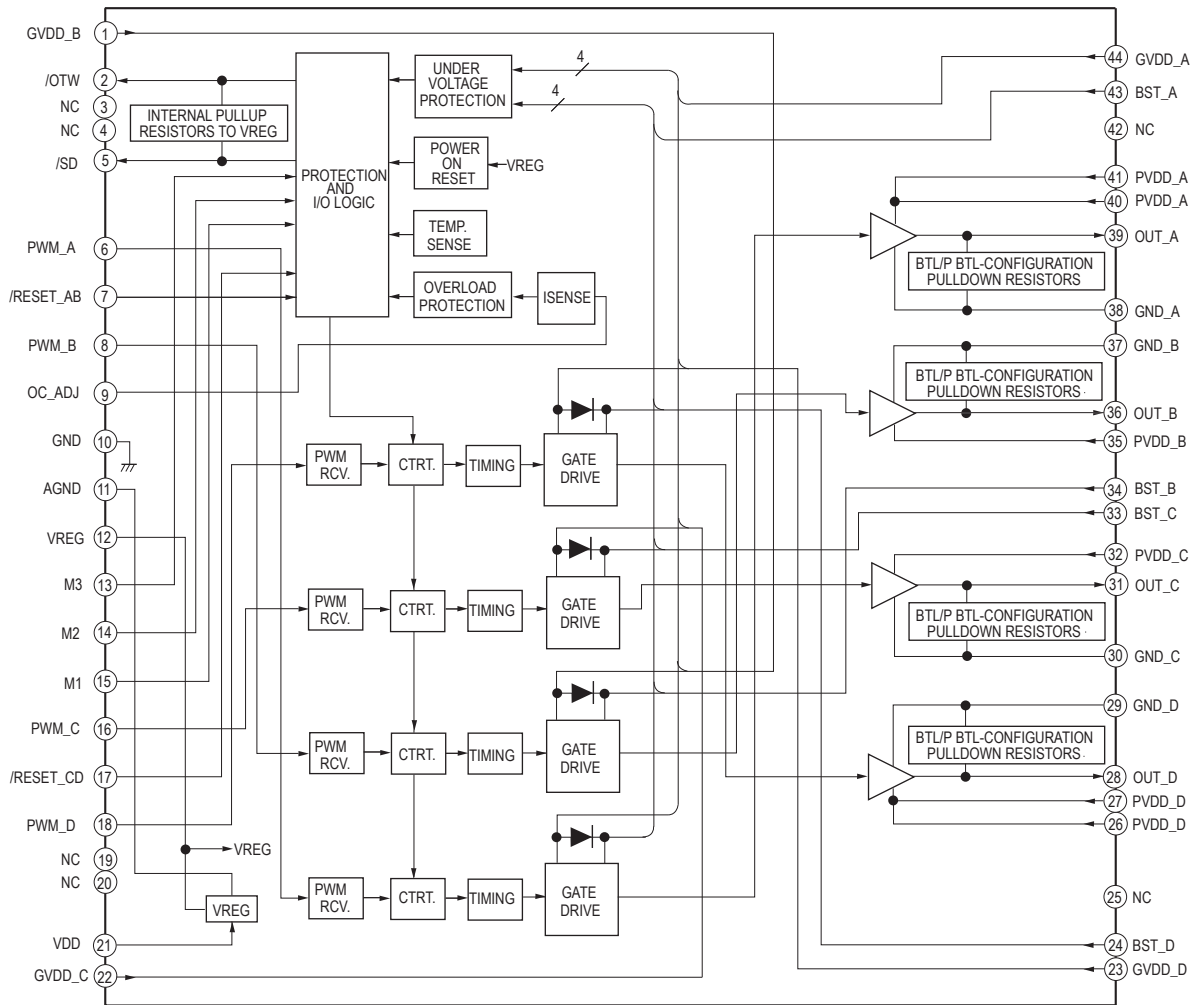 GVDD_B
1
/OTW
2
NC
3
NC
4
/SD
5
PWM_A
6
/RESET_AB
7
PWM_B
8
OC_ADJ
9
GND
10
AGND
11
VREG
12
M3
13
M2
14
M1
15
PWM_C
16
/RESET_CD
17
PWM_D
18
NC
19
NC
20
VDD
21
GVDD_C
22
INTERNAL PULLUP
RESISTORS TO VREG
PROTECTION
AND
I/O LOGIC
UNDER
VOLTAGE
PROTECTION
4
4
POWER
ON
RESET
VREG
TEMP.
SENSE
OVERLOAD
PROTECTION
ISENSE
PWM
RCV.
CTRT.
TIMING
GATE
DRIVE
PWM
RCV.
CTRT.
TIMING
GATE
DRIVE
PWM
RCV.
CTRT.
TIMING
GATE
DRIVE
PWM
RCV.
CTRT.
TIMING
GATE
DRIVE
VREG
VREG
44
GVDD_A
43
BST_A
42
NC
41
PVDD_A
40
PVDD_A
39
OUT_A
BTL/P BTL-CONFIGURATION
PULLDOWN RESISTORS
38
GND_A
37
GND_B
BTL/P BTL-CONFIGURATION
PULLDOWN RESISTORS
36
OUT_B
35
PVDD_B
34
BST_B
33
BST_C
32
PVDD_C
31
OUT_C
BTL/P BTL-CONFIGURATION
PULLDOWN RESISTORS
30
GND_C
29
GND_D
BTL/P BTL-CONFIGURATION
PULLDOWN RESISTORS
28
OUT_D
27
PVDD_D
26
PVDD_D
25
NC
24
BST_D
23
GVDD_D